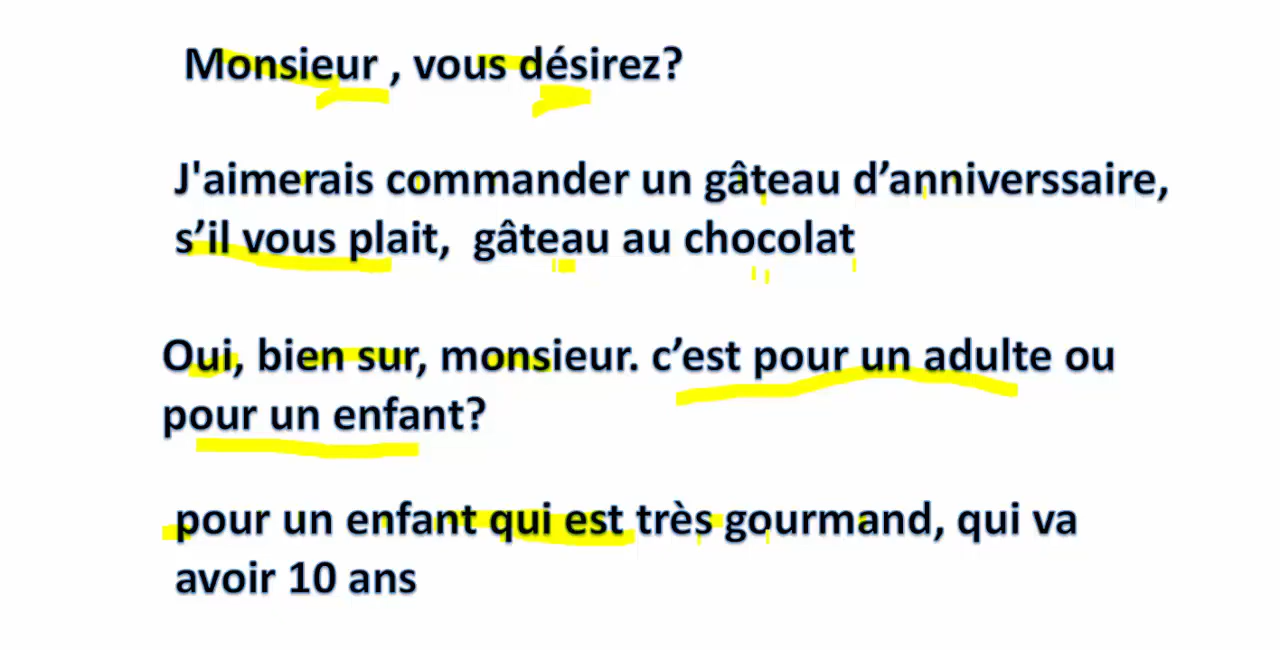 Monsieur , vous désirez?
J'aimerais commander un gâteau d’anniverssaire,
s’il vous plait, gâteau au chocolat
Oui, bien sur, monsieur. c’est pour un adulte ou
pour un enfant?
pour un enfant qui est très gourmand, qui va
avoir 10 ans